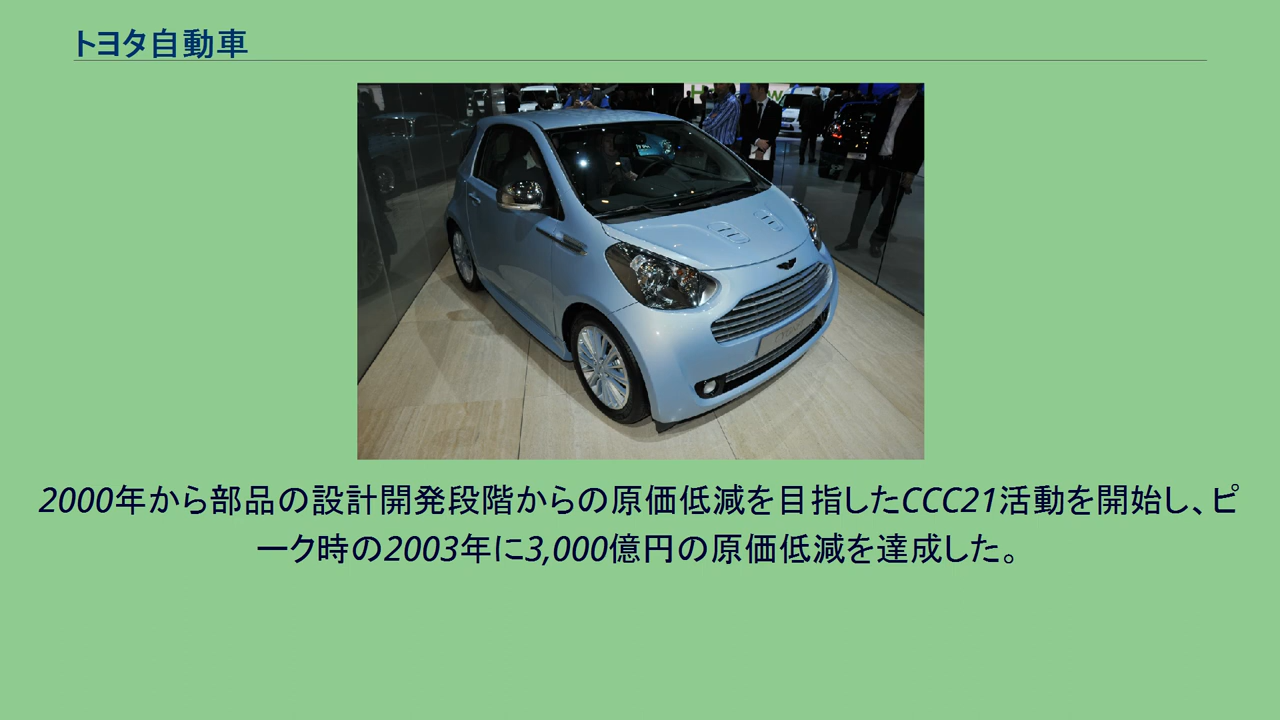 トヨタ自動車
2000年から部品の設計開発段階からの原価低減を目指したCCC21活動を開始し、ピ
ーク時の2003年に3,000億円の原価低減を達成した。